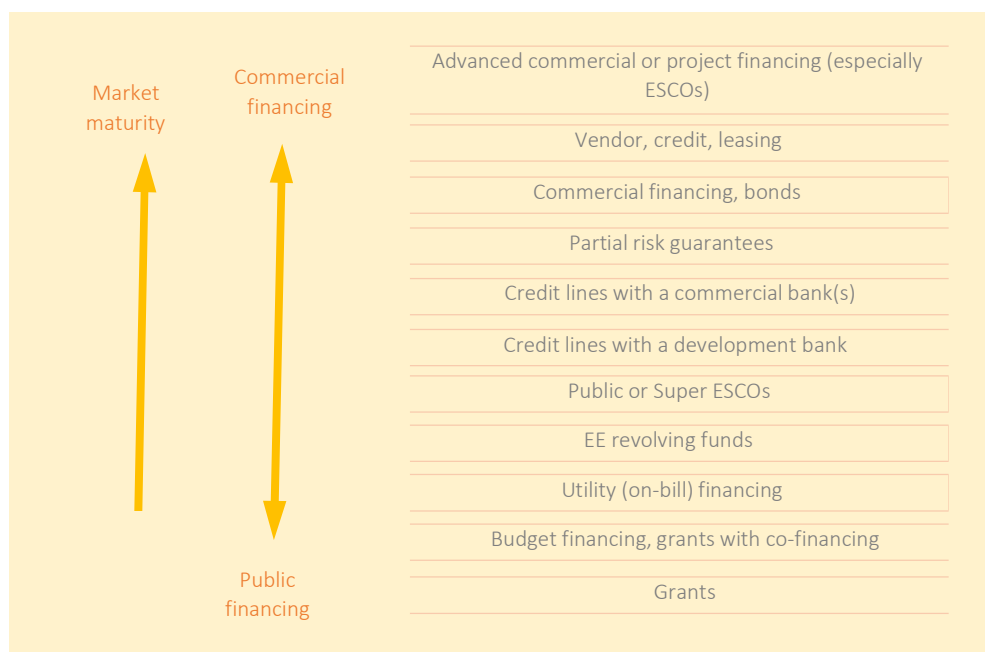 Market
maturity
Commercial
financing
Public
financing
Advanced commercial or project financing (especially
ESCOs)
Vendor, credit, leasing
Commercial financing, bonds
Partial risk guarantees
Credit lines with a commercial bank(s)
Credit lines with a development bank
Public or Super ESCOs
EE revolving funds
Utility (on-bill) financing
Budget financing, grants with co-financing
Grants